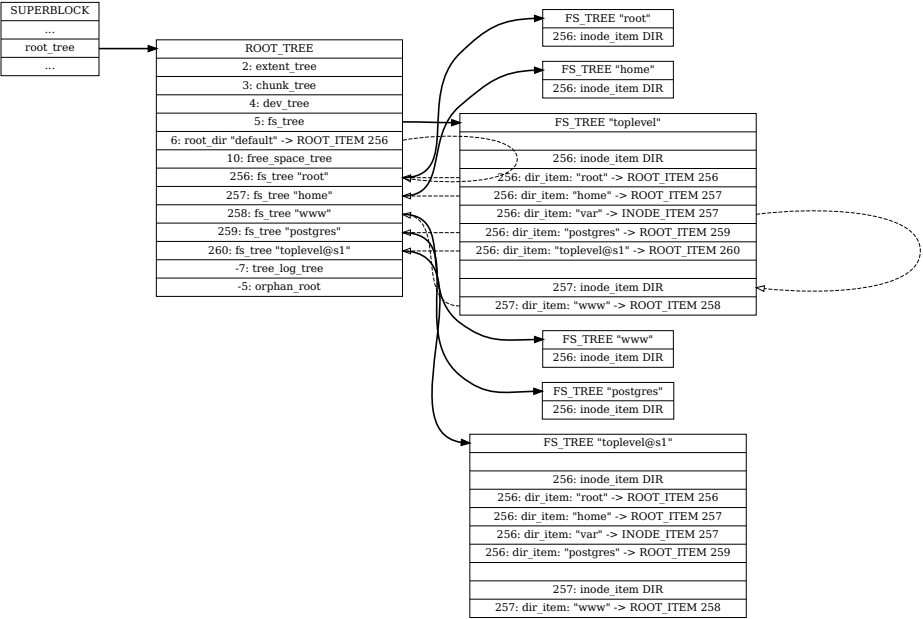 SUPERBLOCK
...
root_tree
...
ROOT_TREE
2: extent_tree
3: chunk_tree
4: dev_tree
5: fs_tree
6: root_dir "default" -> ROOT_ITEM 256
10: free_space_tree
256: fs_tree "root"
257: fs_tree "home"
258: fs_tree "www"
259: fs_tree "postgres"
260: fs_tree "toplevel@s1"
-7: tree_log_tree
-5: orphan_root
FS_TREE "root"
256: inode_item DIR
FS_TREE "home"
256: inode_item DIR
FS_TREE "toplevel"
256: inode_item DIR
256: dir_item: "root" -> ROOT_ITEM 256
256: dir_item: "home" -> ROOT_ITEM 257
256: dir_item: "var" -> INODE_ITEM 257
256: dir_item: "postgres" -> ROOT_ITEM 259
256: dir_item: "toplevel@s1" -> ROOT_ITEM 260
257: inode_item DIR
257: dir_item: "www" -> ROOT_ITEM 258
FS_TREE "www"
256: inode_item DIR
FS_TREE "postgres"
256: inode_item DIR
FS_TREE "toplevel@s1"
256: inode_item DIR
256: dir_item: "root" -> ROOT_ITEM 256
256: dir_item: "home" -> ROOT_ITEM 257
256: dir_item: "var" -> INODE_ITEM 257
256: dir_item: "postgres" -> ROOT_ITEM 259
257: inode_item DIR
257: dir_item: "www" -> ROOT_ITEM 258